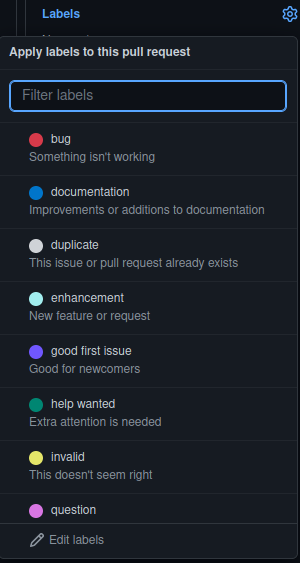 Labels
Apply labels to this pull request
Filter labels
bug
Something isn't working
documentation
Improvements or additions to documentation
duplicate
This issue or pull request already exists
enhancement
New feature or request
good first issue
Good for newcomers
help wanted
Extra attention is needed
invalid
This doesn't seem right
question
Edit labels